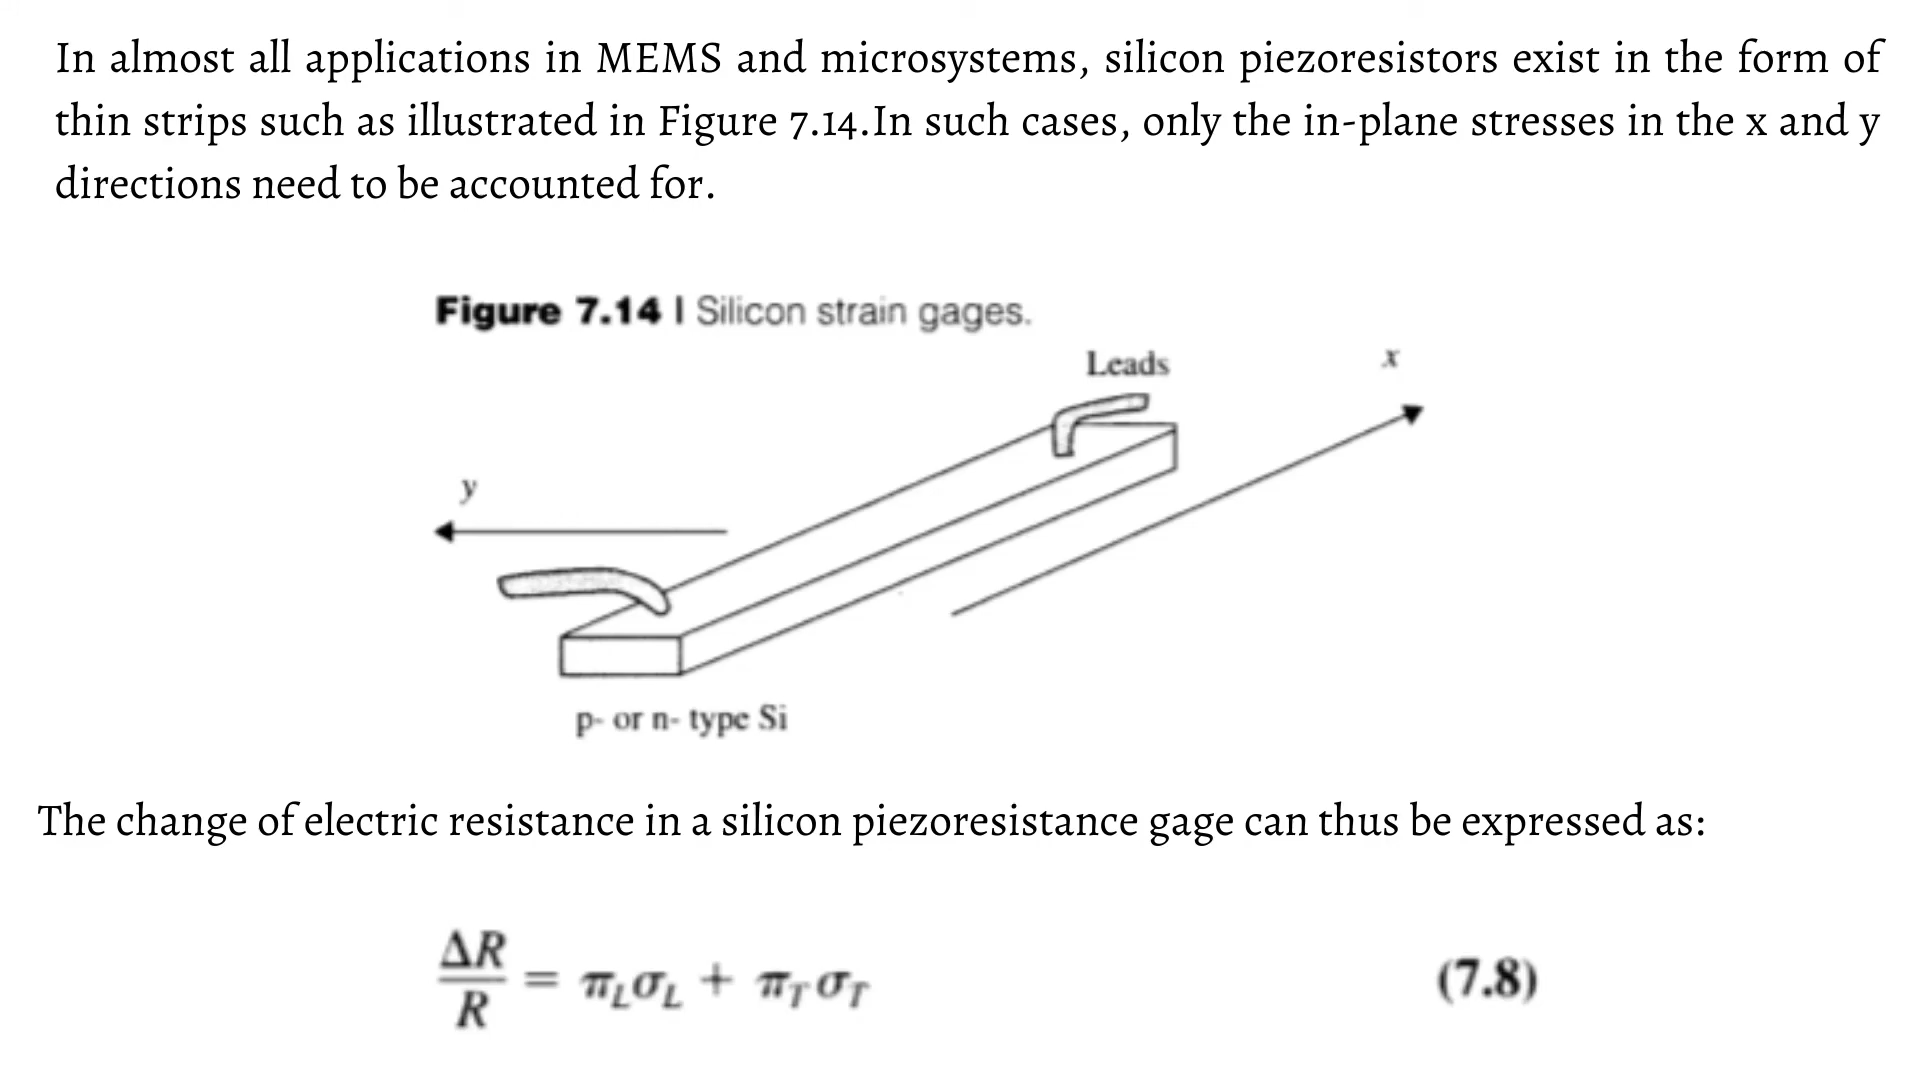 In almost all applications in MEMS and microsystems, silicon piezoresistors exist in the form of
thin strips such as illustrated in Figure 7.14.In such cases, only the in-plane stresses in the x and y
directions need to be accounted for.
Figure 7.14 | Silicon strain gages.
Leads
x
y
p- or n- type Si
The change of electric resistance in a silicon piezoresistance gage can thus be expressed as:
ΔR/R = π_L σ_L + π_T σ_T (7.8)